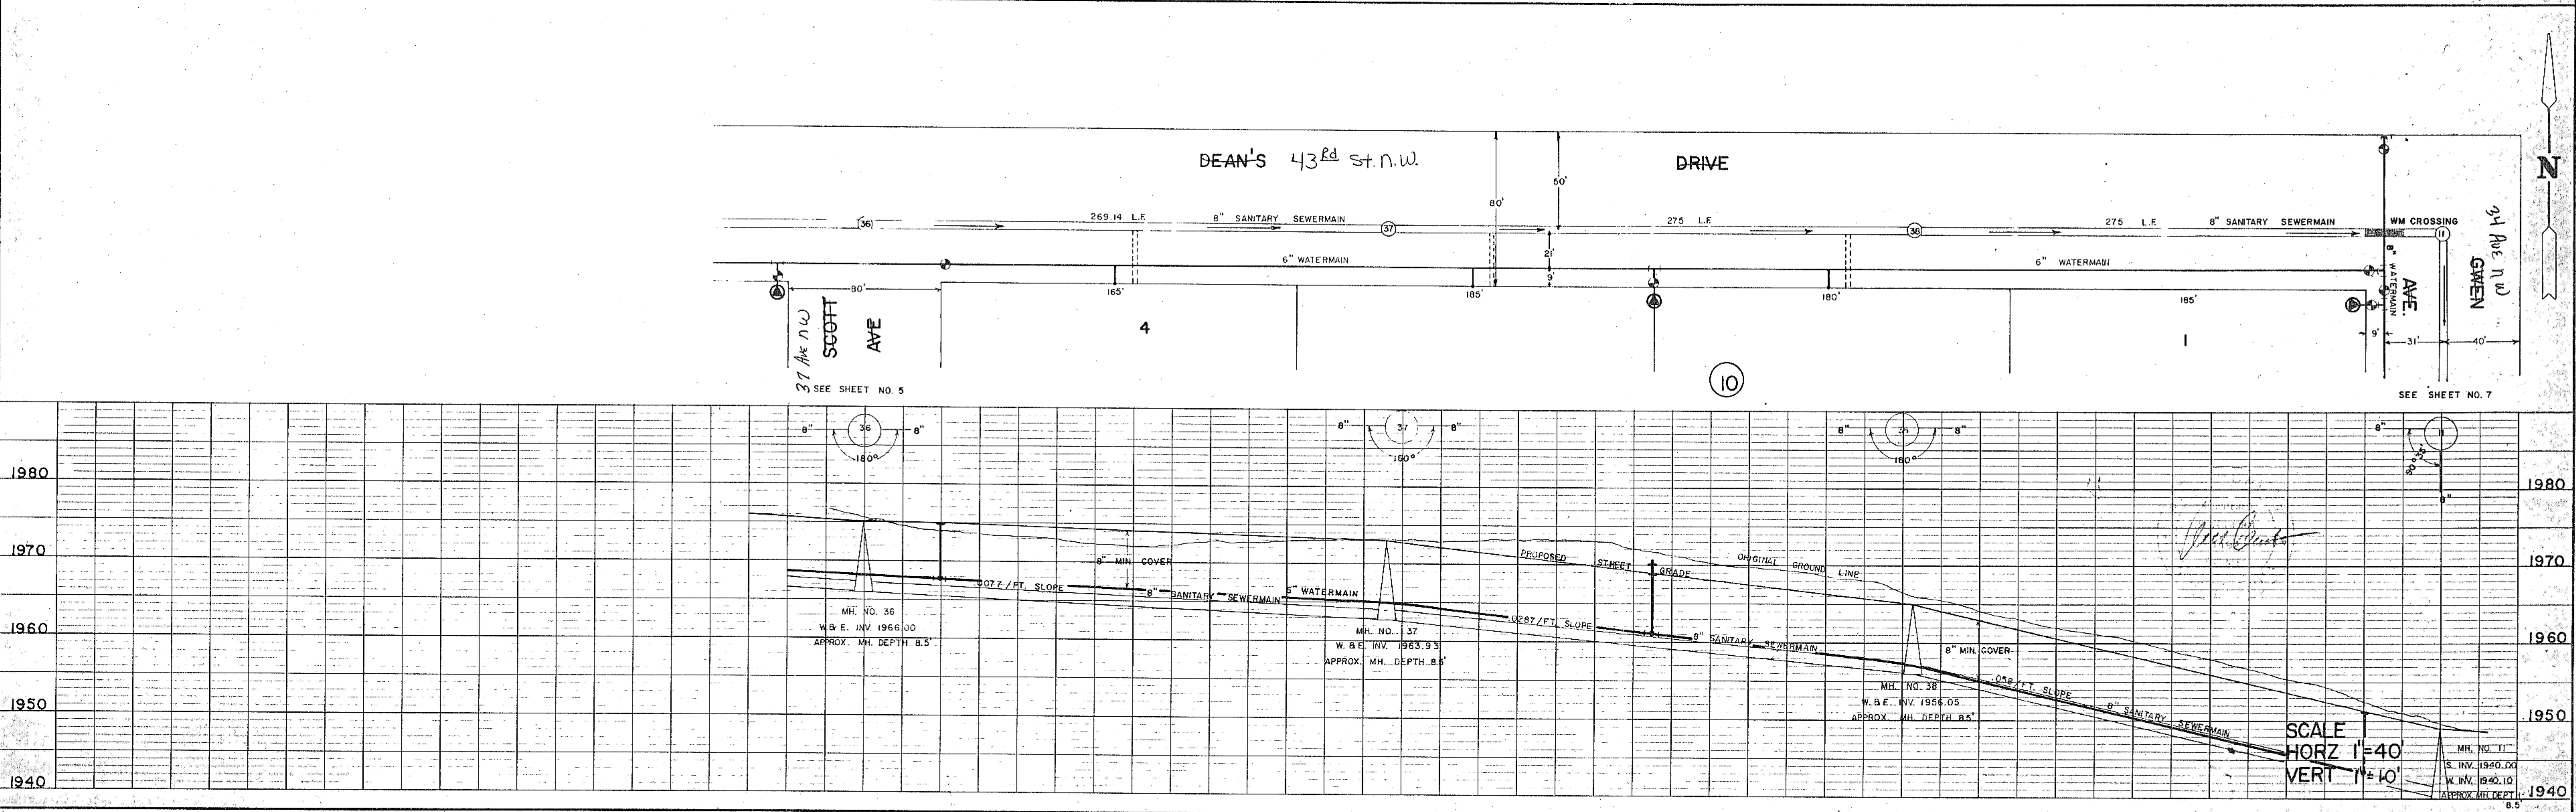 DEAN'S 43Rd St. n.w. DRIVE
N
50'
80'
(36) 269.14 L.F. 8" SANITARY SEWERMAIN 37 275 L.F. 38 275 L.F. 8" SANITARY SEWERMAIN WM CROSSING
11
34 Ave n w
GWEN
AVE.
8" WATERMAIN
6" WATERMAIN 21' 6" WATERMAIN
9'
80' 165' 185' 180' 185'
37 Ave n w
SCOTT
AVE
4
1
9'
31' 40'
10
SEE SHEET NO. 5
SEE SHEET NO. 7
8" 36 8"
180°
8" 37 8"
180°
8" 8"
180°
8" 11
90°35'
8"
1980 1980
1970 1970
1960 1960
1950 1950
1940 1940
8" MIN. COVER
PROPOSED STREET GRADE
ORIGINAL GROUND LINE
.0077/FT. SLOPE 8" SANITARY SEWERMAIN 6" WATERMAIN
.0287/FT. SLOPE 8" SANITARY SEWERMAIN
8" MIN. COVER
.058/FT. SLOPE 8" SANITARY SEWERMAIN
MH. NO. 36
W & E. INV. 1966.00
APPROX. MH. DEPTH 8.5'
MH. NO. 37
W. & E. INV. 1963.93
APPROX. MH. DEPTH 8.5'
MH. NO. 38
W. & E. INV. 1956.05
APPROX. MH. DEPTH 8.5'
SCALE
HORZ 1"=40'
VERT 1"=10'
MH. NO. 11
S. INV. 1940.00
W. INV. 1940.10
APPROX. MH. DEPT
8.5'